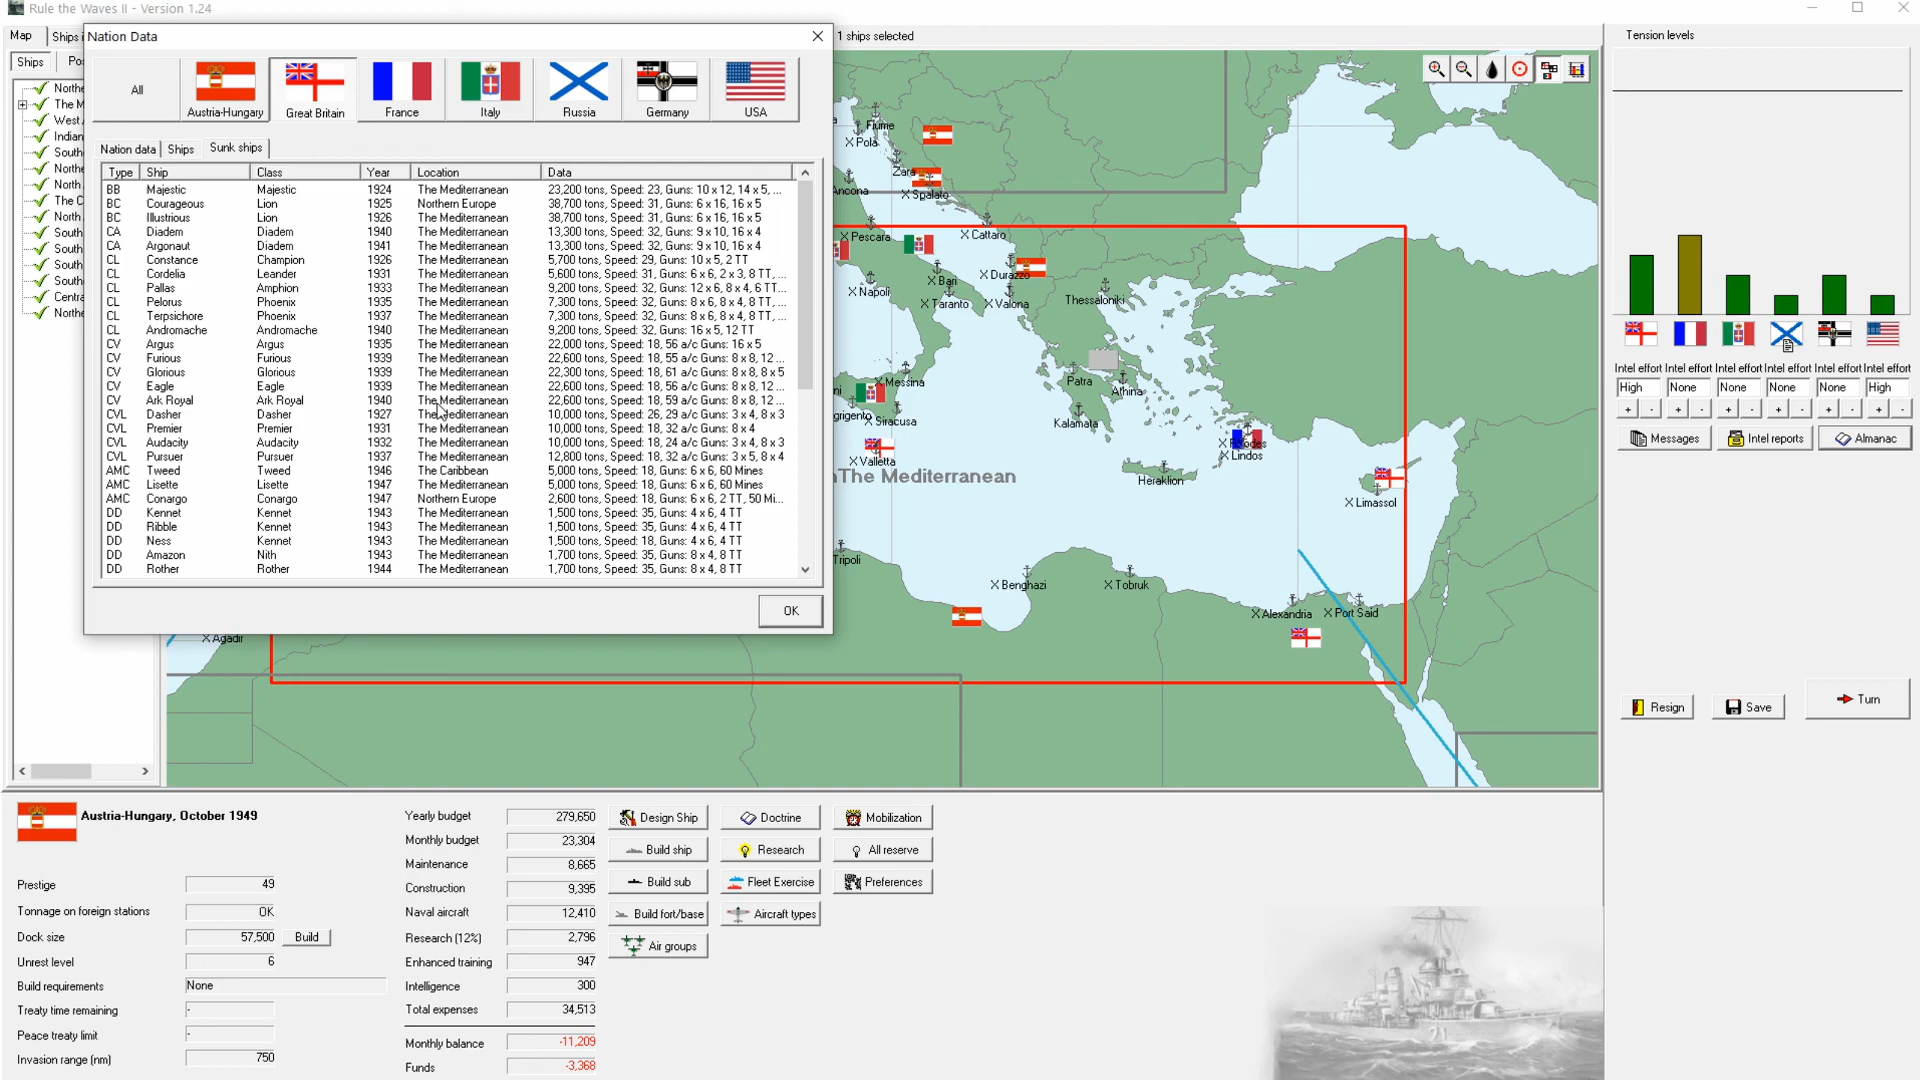 Rule the Waves II - Version 1.24
Map
Ships i
1 ships selected
Tension levels
Ships
Po:
Northe
The M
West
Indian
South
Northe
North
The C
North
South
South
South
South
Centra
Northe
Nation Data
All
Austria-Hungary
Great Britain
France
Italy
Russia
Germany
USA
Nation data
Ships
Sunk ships
Type Ship Class Year Location Data
BB Majestic Majestic 1924 The Mediterranean 23,200 tons, Speed: 23, Guns: 10 x 12, 14 x 5, ...
BC Courageous Lion 1925 Northern Europe 38,700 tons, Speed: 31, Guns: 6 x 16, 16 x 5
BC Illustrious Lion 1926 The Mediterranean 38,700 tons, Speed: 31, Guns: 6 x 16, 16 x 5
CA Diadem Diadem 1940 The Mediterranean 13,300 tons, Speed: 32, Guns: 9 x 10, 16 x 4
CA Argonaut Diadem 1941 The Mediterranean 13,300 tons, Speed: 32, Guns: 9 x 10, 16 x 4
CL Constance Champion 1926 The Mediterranean 5,700 tons, Speed: 29, Guns: 10 x 5, 2 TT
CL Cordelia Leander 1931 The Mediterranean 5,600 tons, Speed: 31, Guns: 6 x 6, 2 x 3, 8 TT, ...
CL Pallas Amphion 1933 The Mediterranean 9,200 tons, Speed: 32, Guns: 12 x 6, 8 x 4, 6 TT...
CL Pelorus Phoenix 1935 The Mediterranean 7,300 tons, Speed: 32, Guns: 8 x 6, 8 x 4, 8 TT, ...
CL Terpsichore Phoenix 1937 The Mediterranean 7,300 tons, Speed: 32, Guns: 8 x 6, 8 x 4, 8 TT, ...
CL Andromache Andromache 1940 The Mediterranean 9,200 tons, Speed: 32, Guns: 16 x 5, 12 TT
CV Argus Argus 1935 The Mediterranean 22,000 tons, Speed: 18, 56 a/c Guns: 16 x 5
CV Furious Furious 1939 The Mediterranean 22,600 tons, Speed: 18, 55 a/c Guns: 8 x 8, 12 ...
CV Glorious Glorious 1939 The Mediterranean 22,300 tons, Speed: 18, 61 a/c Guns: 8 x 8, 8 x 5
CV Eagle Eagle 1939 The Mediterranean 22,600 tons, Speed: 18, 56 a/c Guns: 8 x 8, 12 ...
CV Ark Royal Ark Royal 1940 The Mediterranean 22,600 tons, Speed: 18, 59 a/c Guns: 8 x 8, 12 ...
CVL Dasher Dasher 1927 The Mediterranean 10,000 tons, Speed: 26, 29 a/c Guns: 3 x 4, 8 x 3
CVL Premier Premier 1931 The Mediterranean 10,000 tons, Speed: 18, 32 a/c Guns: 8 x 4
CVL Audacity Audacity 1932 The Mediterranean 10,000 tons, Speed: 18, 24 a/c Guns: 3 x 4, 8 x 3
CVL Pursuer Pursuer 1937 The Mediterranean 12,800 tons, Speed: 18, 32 a/c Guns: 3 x 5, 8 x 4
AMC Tweed Tweed 1946 The Caribbean 5,000 tons, Speed: 18, Guns: 6 x 6, 60 Mines
AMC Lisette Lisette 1947 The Mediterranean 5,000 tons, Speed: 18, Guns: 6 x 6, 60 Mines
AMC Conargo Conargo 1947 Northern Europe 2,600 tons, Speed: 18, Guns: 6 x 6, 2 TT, 50 Mi...
DD Kennet Kennet 1943 The Mediterranean 1,500 tons, Speed: 35, Guns: 4 x 6, 4 TT
DD Ribble Kennet 1943 The Mediterranean 1,500 tons, Speed: 35, Guns: 4 x 6, 4 TT
DD Ness Kennet 1943 The Mediterranean 1,500 tons, Speed: 18, Guns: 4 x 6, 4 TT
DD Amazon Nith 1943 The Mediterranean 1,700 tons, Speed: 35, Guns: 8 x 4, 8 TT
DD Rother Rother 1944 The Mediterranean 1,700 tons, Speed: 35, Guns: 8 x 4, 8 TT
OK
Fiume
Pola
Zara
Ancona
Spalato
Pescara
Cattaro
Bari
Durazzo
Napoli
Taranto
Valona
Thessaloniki
Messina
Patra
Athina
grigento
Siracusa
Kalamata
Rhodes
Lindos
Valletta
The Mediterranean
Heraklion
Limassol
Tripoli
Benghazi
Tobruk
Alexandria
Port Said
Agadir
Intel effort Intel effort Intel effort Intel effort Intel effort Intel effort
High None None None None High
+ - + - + - + - + - + -
Messages
Intel reports
Almanac
Resign
Save
Turn
Austria-Hungary, October 1949
Prestige 49
Tonnage on foreign stations OK
Dock size 57,500 Build
Unrest level 6
Build requirements None
Treaty time remaining -
Peace treaty limit -
Invasion range (nm) 750
Yearly budget 279,650
Monthly budget 23,304
Maintenance 8,665
Construction 9,395
Naval aircraft 12,410
Research (12%) 2,796
Enhanced training 947
Intelligence 300
Total expenses 34,513
Monthly balance -11,209
Funds -3,368
Design Ship
Doctrine
Mobilization
Build ship
Research
All reserve
Build sub
Fleet Exercise
Preferences
Build fort/base
Aircraft types
Air groups